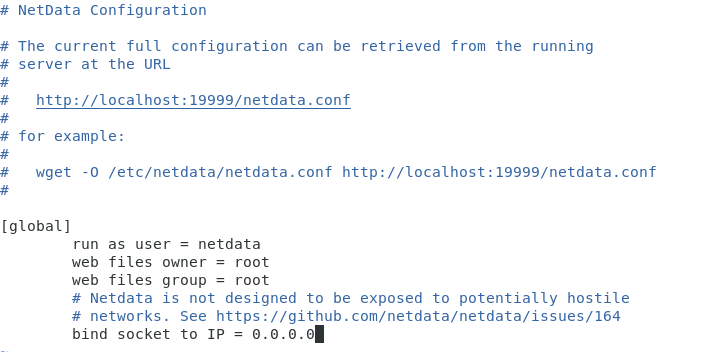 # NetData Configuration
# The current full configuration can be retrieved from the running
# server at the URL
#
#   http://localhost:19999/netdata.conf
#
# for example:
#
#   wget -O /etc/netdata/netdata.conf http://localhost:19999/netdata.conf
#
[global]
        run as user = netdata
        web files owner = root
        web files group = root
        # Netdata is not designed to be exposed to potentially hostile
        # networks. See https://github.com/netdata/netdata/issues/164
        bind socket to IP = 0.0.0.0